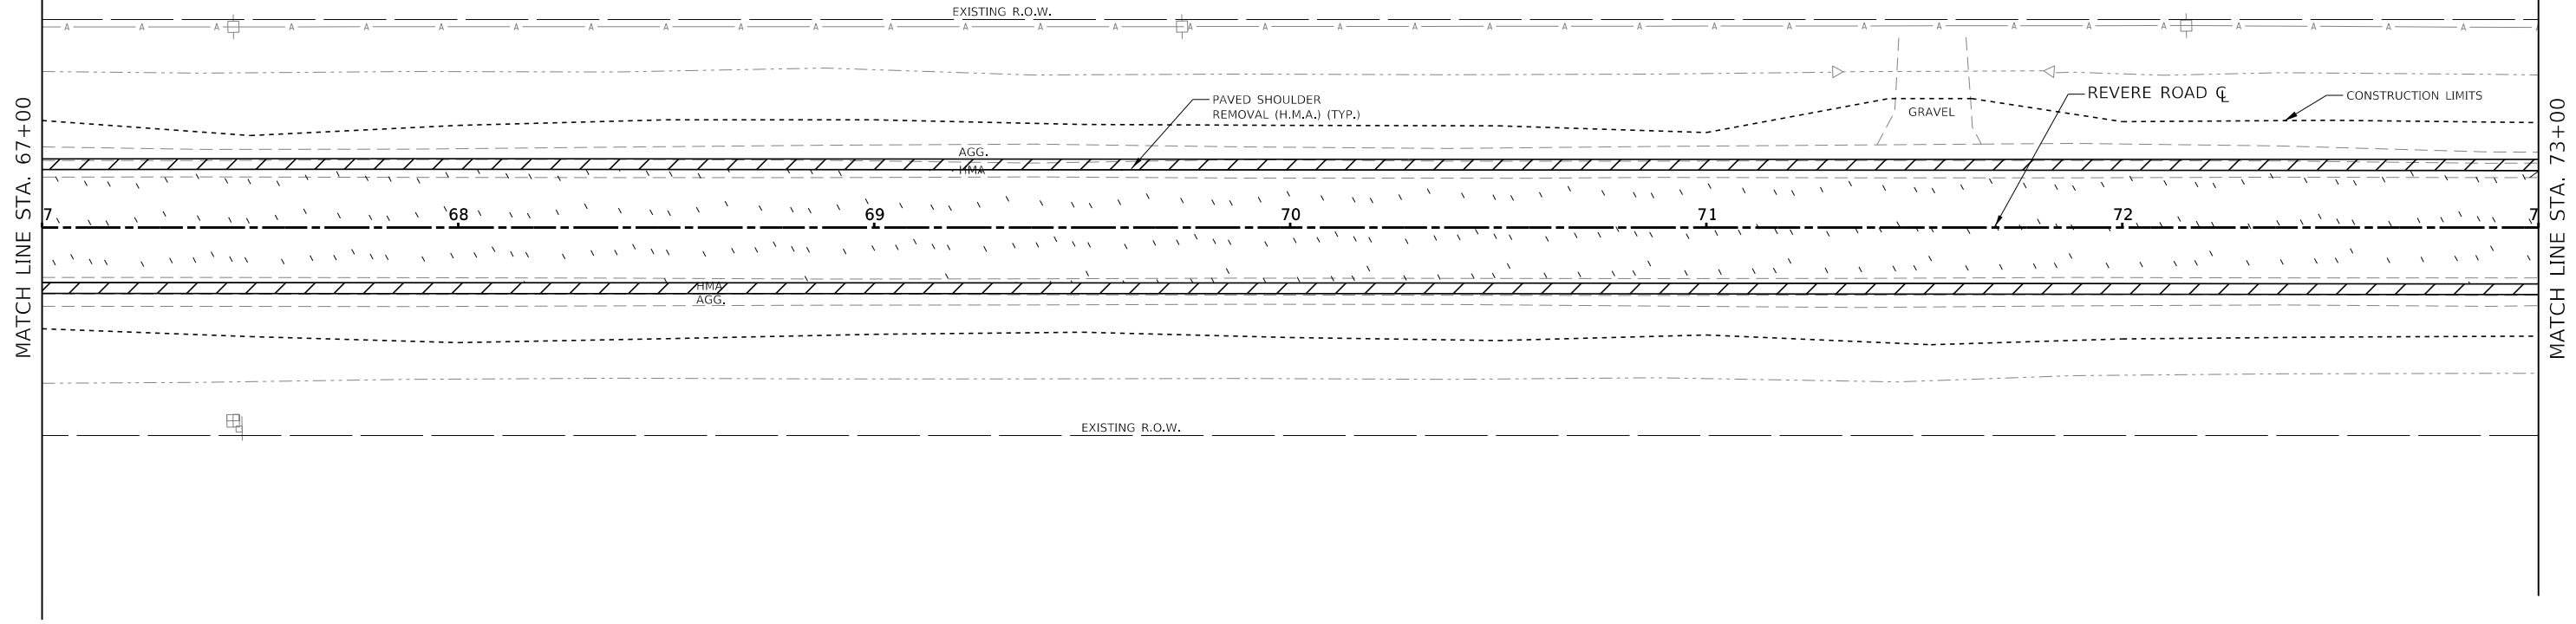 EXISTING R.O.W.
A A A A A A A A A A A A A A A A A A A A A A A A A A A A A A A A A A
PAVED SHOULDER
REMOVAL (H.M.A.) (TYP.)
REVERE ROAD ℄
CONSTRUCTION LIMITS
GRAVEL
AGG.
HMA
MATCH LINE STA. 67+00
7 68 69 70 71 72 7
MATCH LINE STA. 73+00
HMA
AGG.
EXISTING R.O.W.